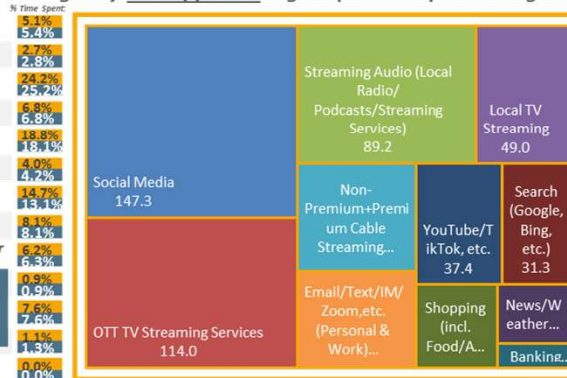 % Time Spent:
5.1%
5.4%
2.7%
2.8%
24.2%
25.2%
6.8%
6.8%
18.8%
18.1%
4.0%
4.2%
14.7%
13.1%
8.1%
8.1%
6.2%
6.3%
0.9%
0.9%
7.6%
7.6%
1.1%
1.3%
0.0%
0.0%
Social Media
147.3
OTT TV Streaming Services
114.0
Streaming Audio (Local
Radio/
Podcasts/Streaming
Services)
89.2
Local TV
Streaming
49.0
Non-
Premium+Premi
um Cable
Streaming...
YouTube/T
ikTok, etc.
37.4
Search
(Google,
Bing,
etc.)
31.3
Email/Text/IM/
Zoom,etc.
(Personal &
Work)...
Shopping
(incl.
Food/A...
News/W
eather...
Banking...